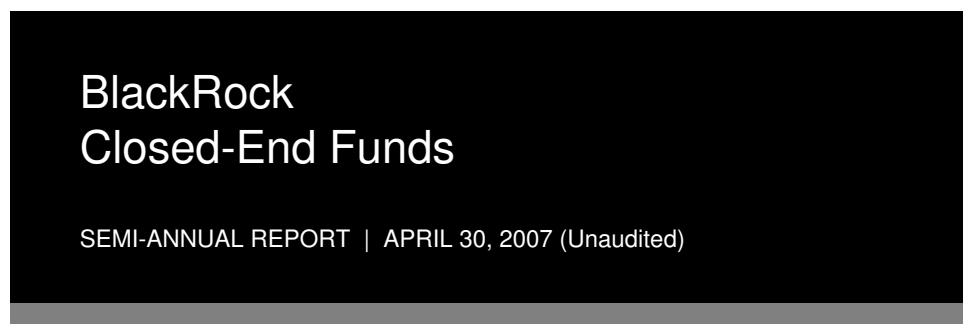 BlackRock
Closed-End Funds
SEMI-ANNUAL REPORT | APRIL 30, 2007 (Unaudited)